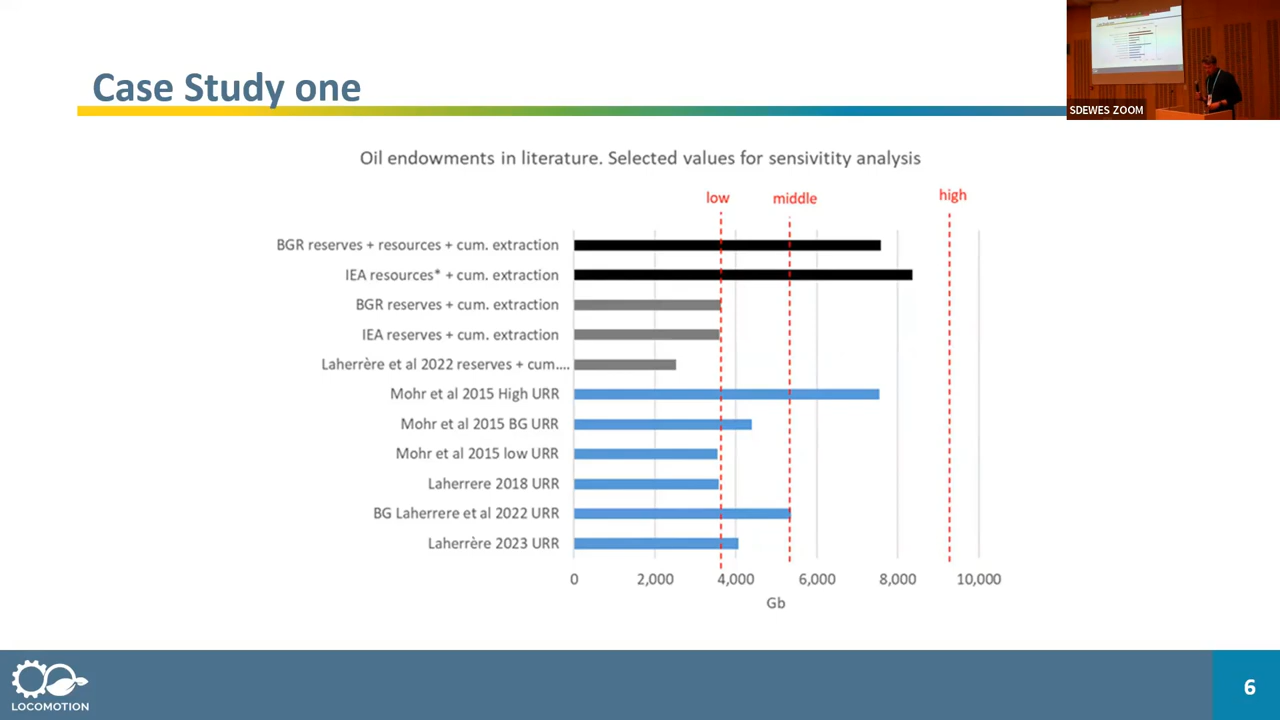 Case Study one
SDEWES ZOOM
Oil endowments in literature. Selected values for sensivitity analysis
low
middle
high
BGR reserves + resources + cum. extraction
IEA resources* + cum. extraction
BGR reserves + cum. extraction
IEA reserves + cum. extraction
Laherrère et al 2022 reserves + cum....
Mohr et al 2015 High URR
Mohr et al 2015 BG URR
Mohr et al 2015 low URR
Laherrere 2018 URR
BG Laherrere et al 2022 URR
Laherrère 2023 URR
0 2,000 4,000 6,000 8,000 10,000
Gb
LOCOMOTION
6